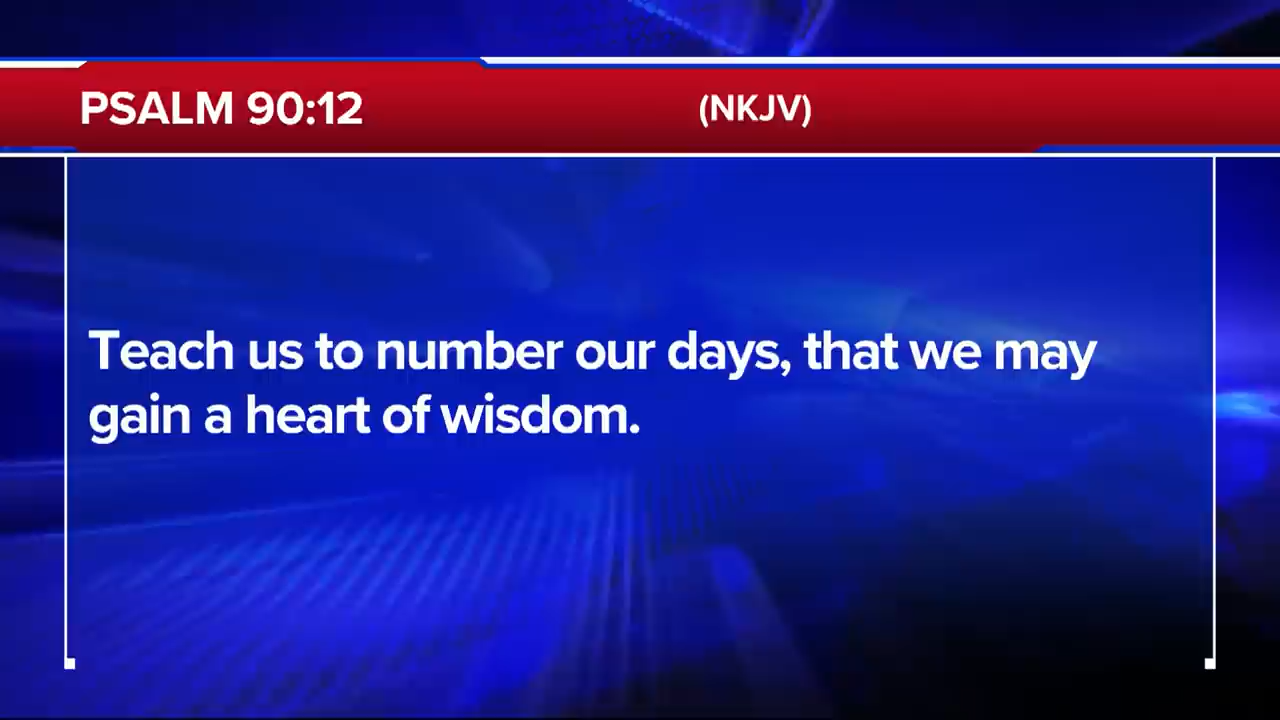 PSALM 90:12 (NKJV)
Teach us to number our days, that we may
gain a heart of wisdom.